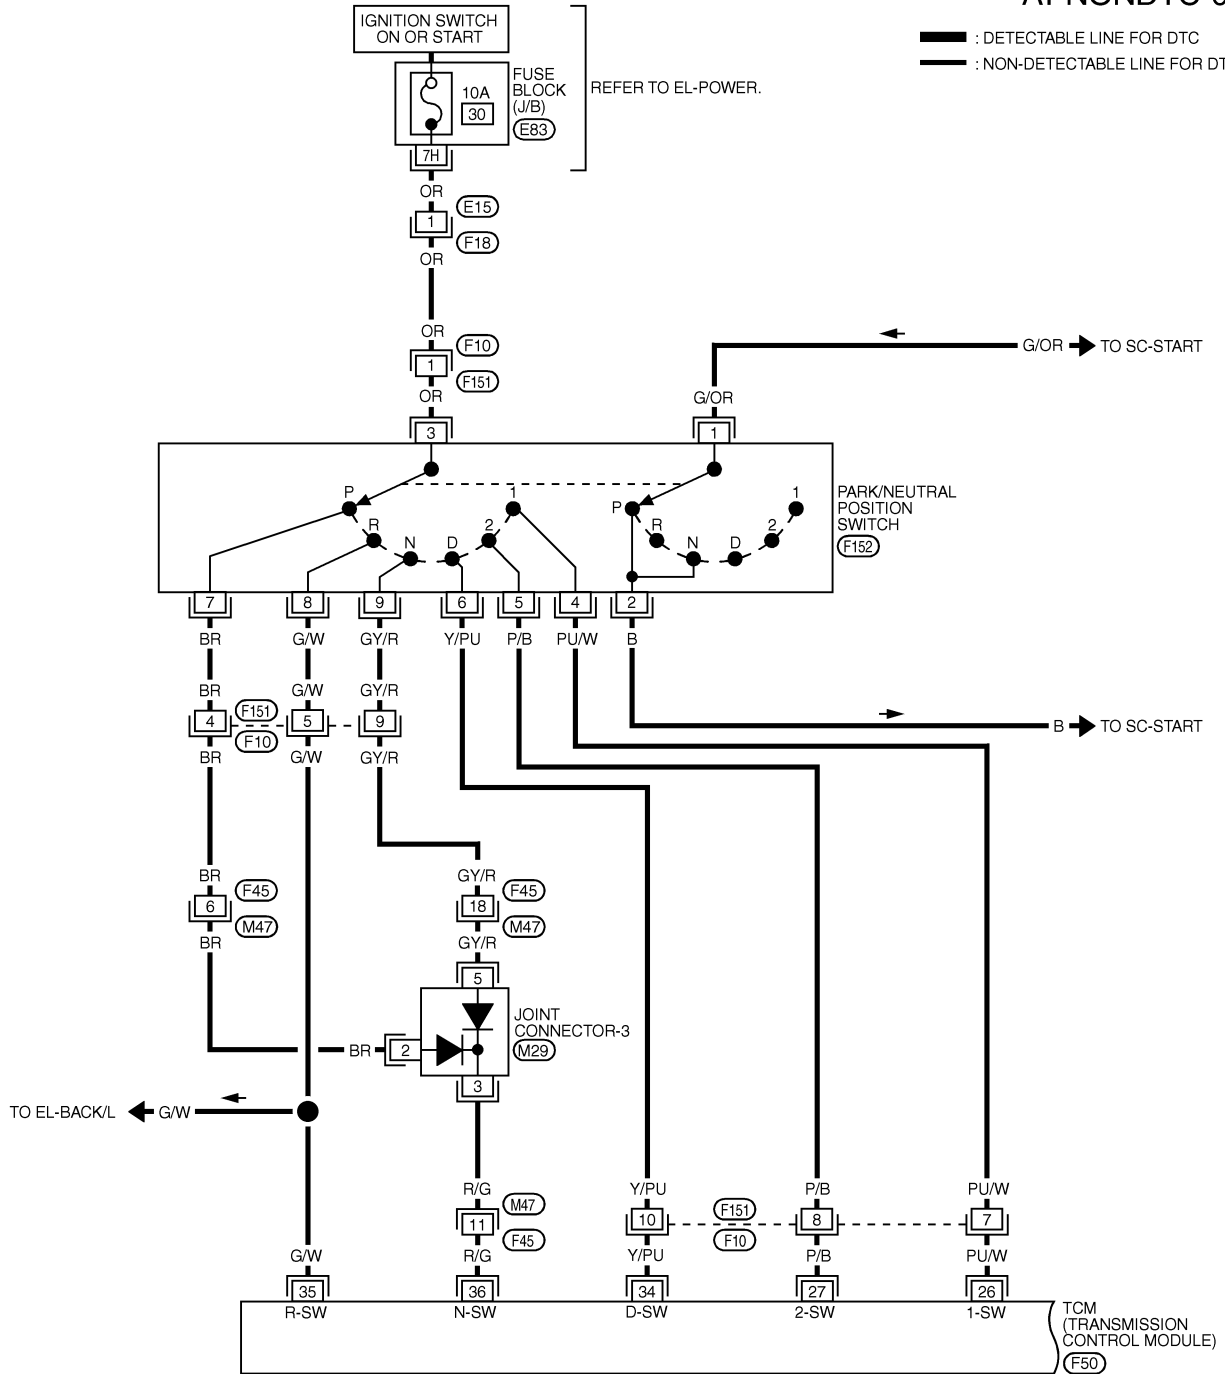 IGNITION SWITCH
ON OR START
: DETECTABLE LINE FOR DTC
: NON-DETECTABLE LINE FOR DT
FUSE
BLOCK
(J/B)
E83
10A
30
REFER TO EL-POWER.
7H
OR
E15
1
F18
OR
OR
F10
1
F151
OR
G/OR
TO SC-START
G/OR
3
1
P
R
N
D
2
1
P
R
N
D
2
1
PARK/NEUTRAL
POSITION
SWITCH
F152
7
8
9
6
5
4
2
BR
G/W
GY/R
Y/PU
P/B
PU/W
B
BR
G/W
GY/R
4
F151
5
9
F10
BR
G/W
GY/R
B
TO SC-START
BR
F45
6
M47
BR
GY/R
F45
18
M47
GY/R
5
JOINT
CONNECTOR-3
M29
BR
2
3
TO EL-BACK/L
G/W
R/G
M47
11
F45
R/G
Y/PU
P/B
PU/W
10
F151
8
7
F10
G/W
Y/PU
P/B
PU/W
35
36
34
27
26
R-SW
N-SW
D-SW
2-SW
1-SW
TCM
(TRANSMISSION
CONTROL MODULE)
F50